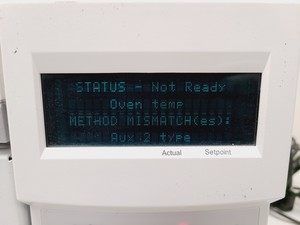 STATUS - Not Ready
Oven temp
METHOD MISMATCH(es):
Aux 2 type
Actual Setpoint